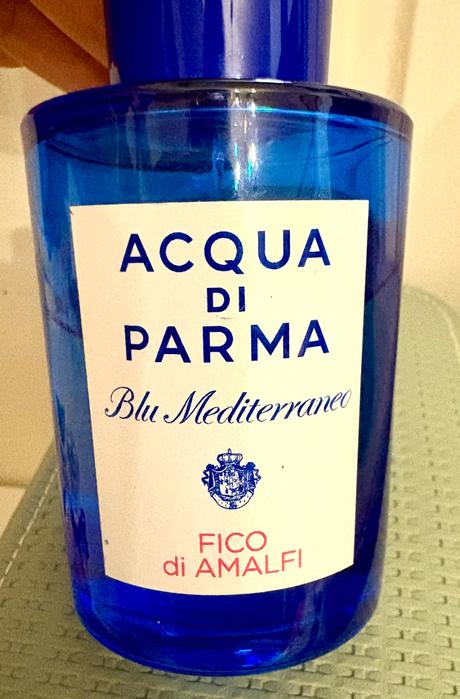 ACQUA
DI
PARMA
Blu Mediterraneo
FICO
di AMALFI